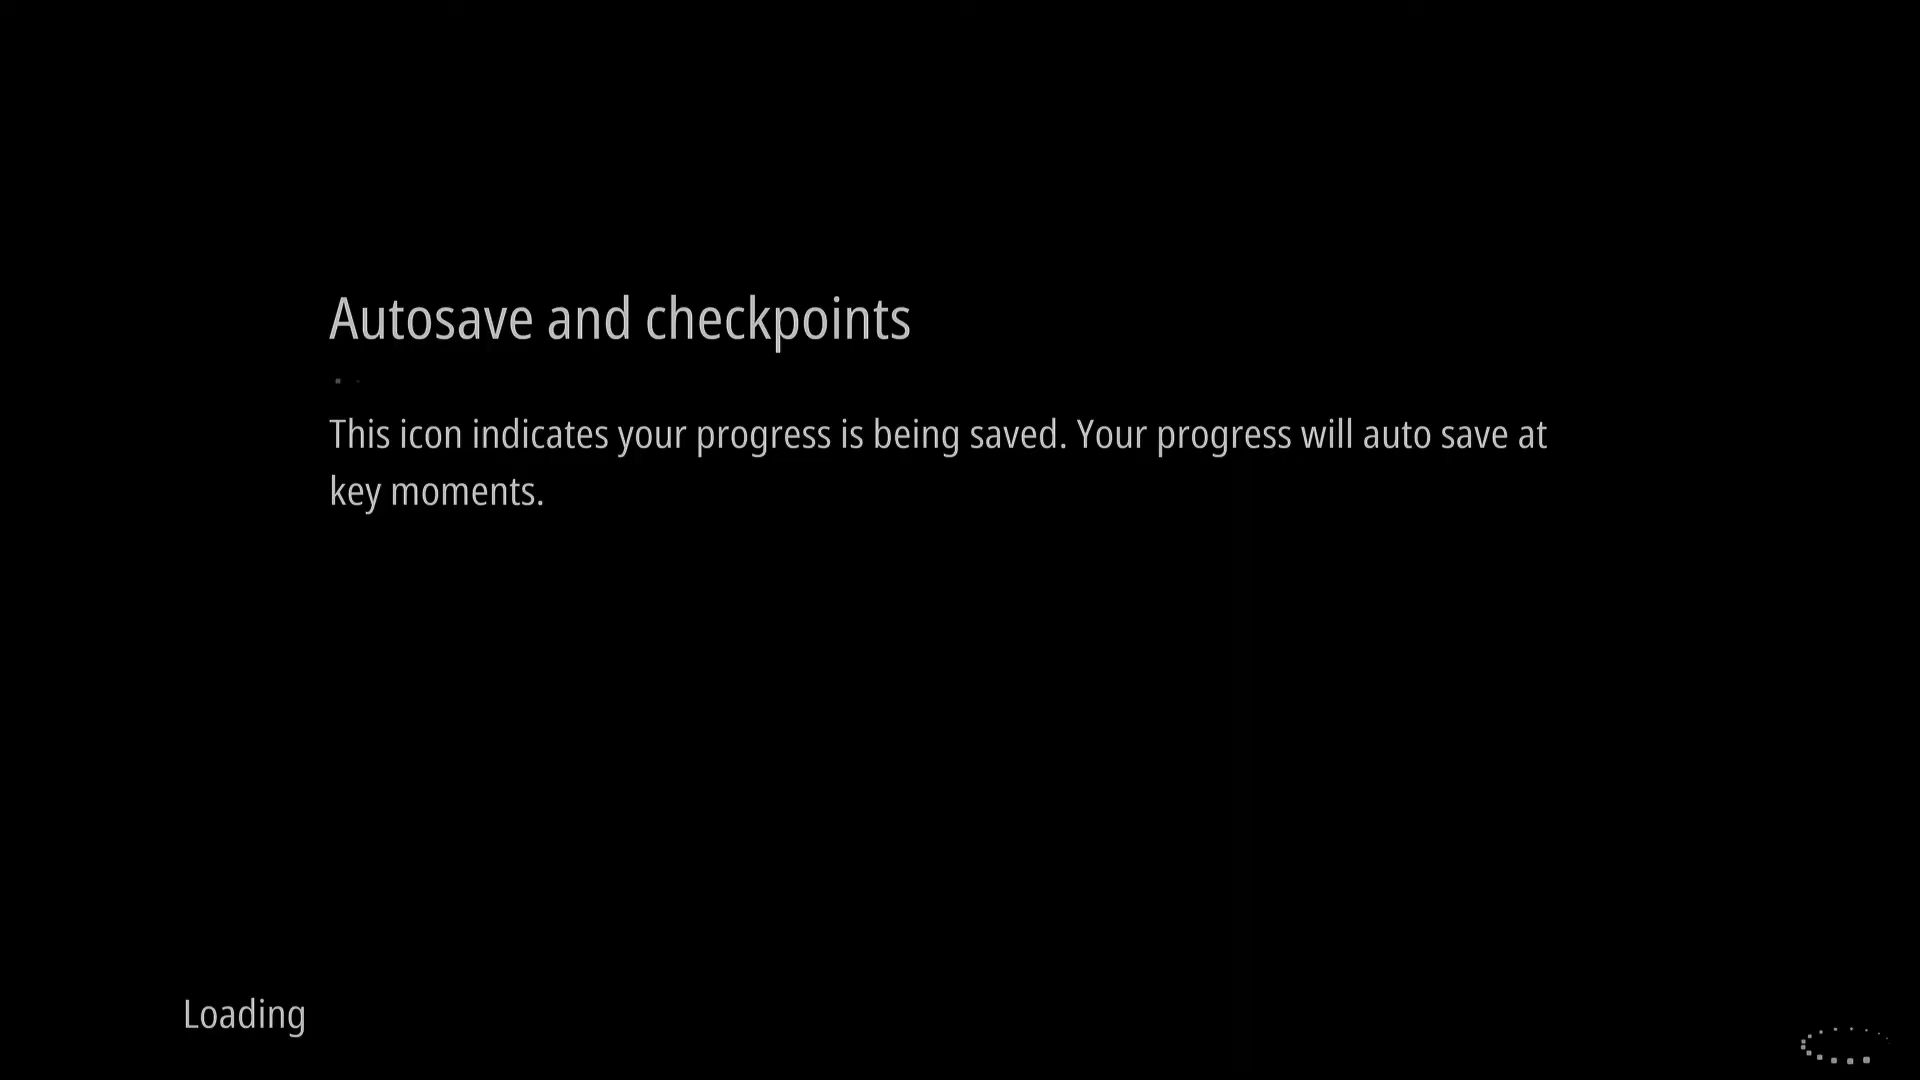 Autosave and checkpoints
This icon indicates your progress is being saved. Your progress will auto save at
key moments.
Loading